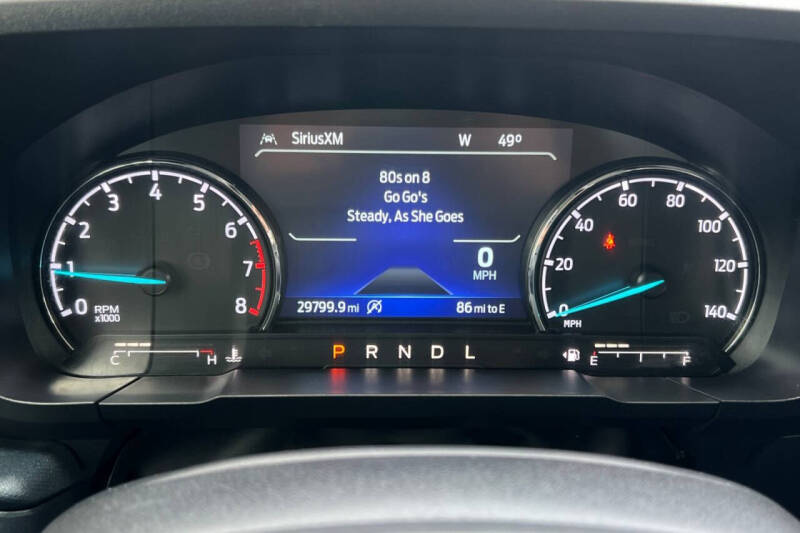 SiriusXM W 49°
80s on 8
Go Go's
Steady, As She Goes
0
MPH
29799.9 mi 86 mi to E
0 1 2 3 4 5 6 7 8
RPM
x1000
0 20 40 60 80 100 120 140
MPH
C H
P R N D L
E F